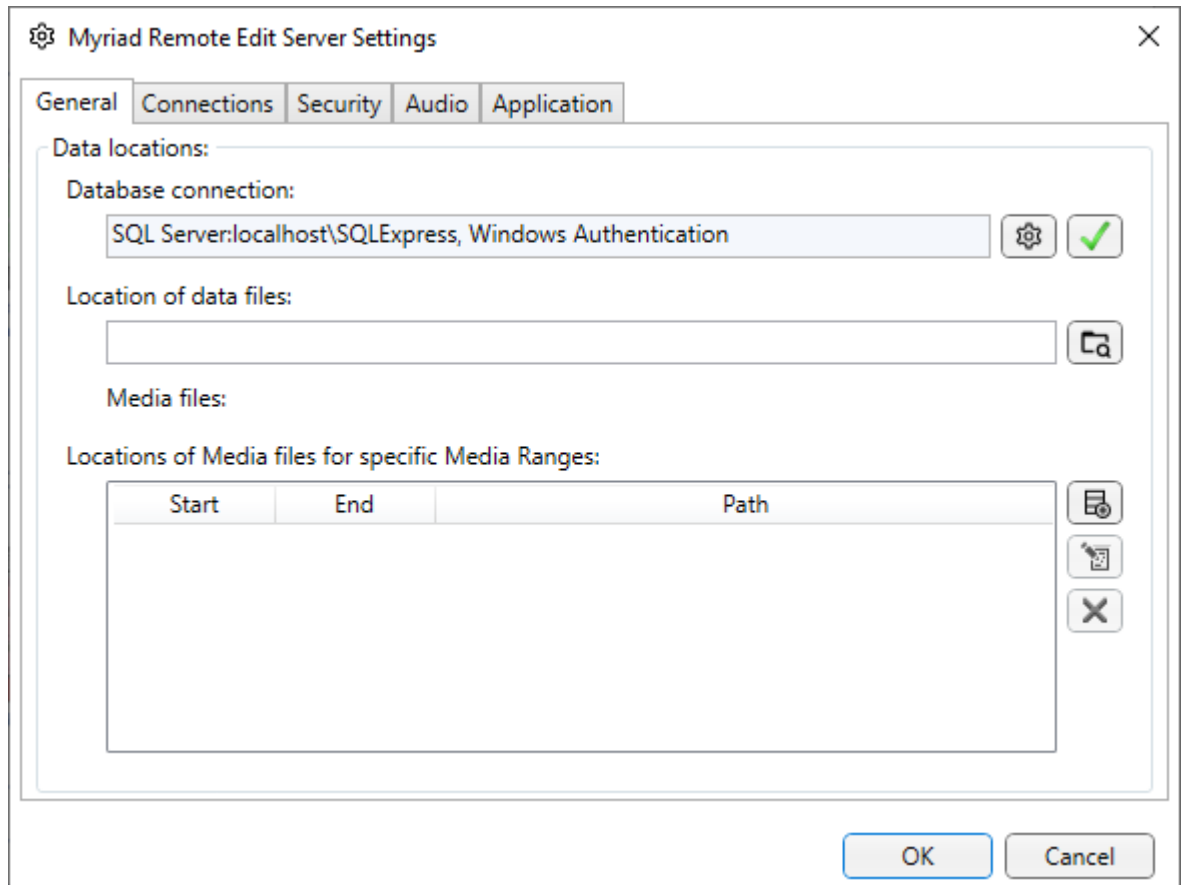 Myriad Remote Edit Server Settings
General Connections Security Audio Application
Data locations:
Database connection:
SQL Server:localhost\SQLExpress, Windows Authentication
Location of data files:
Media files:
Locations of Media files for specific Media Ranges:
Start End Path
OK Cancel